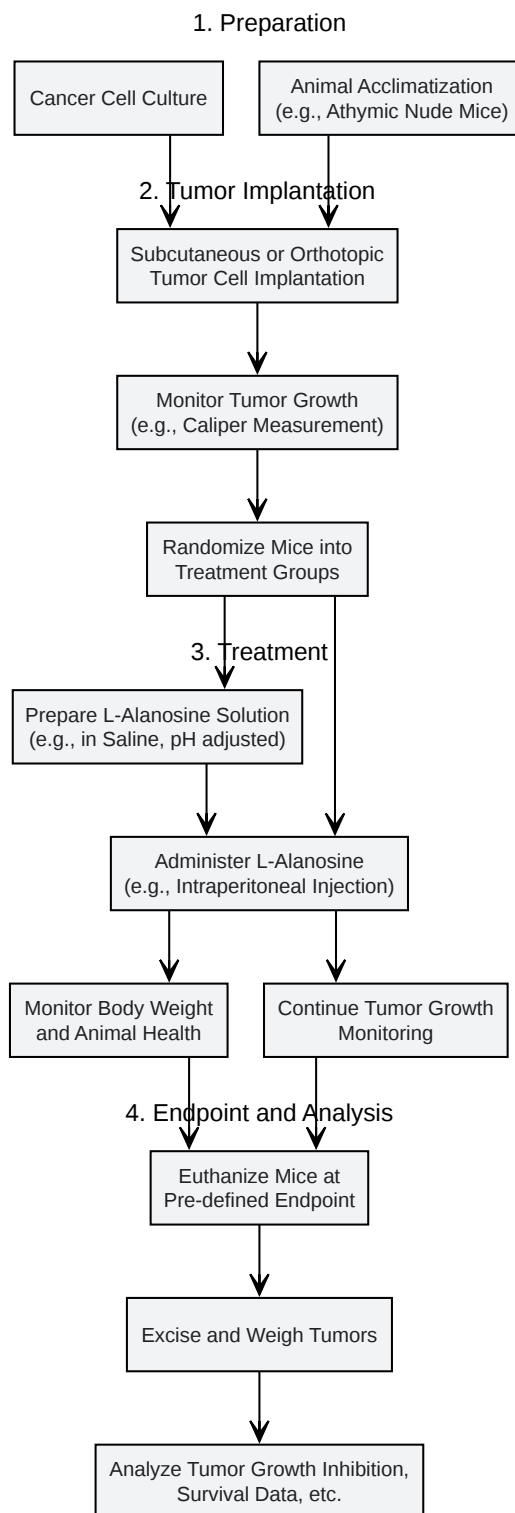 1. Preparation
Cancer Cell Culture
Animal Acclimatization
(e.g., Athymic Nude Mice)
2. Tumor Implantation
Subcutaneous or Orthotopic
Tumor Cell Implantation
Monitor Tumor Growth
(e.g., Caliper Measurement)
Randomize Mice into
Treatment Groups
3. Treatment
Prepare L-Alanosine Solution
(e.g., in Saline, pH adjusted)
Administer L-Alanosine
(e.g., Intraperitoneal Injection)
Monitor Body Weight
and Animal Health
Continue Tumor Growth
Monitoring
4. Endpoint and Analysis
Euthanize Mice at
Pre-defined Endpoint
Excise and Weigh Tumors
Analyze Tumor Growth Inhibition,
Survival Data, etc.